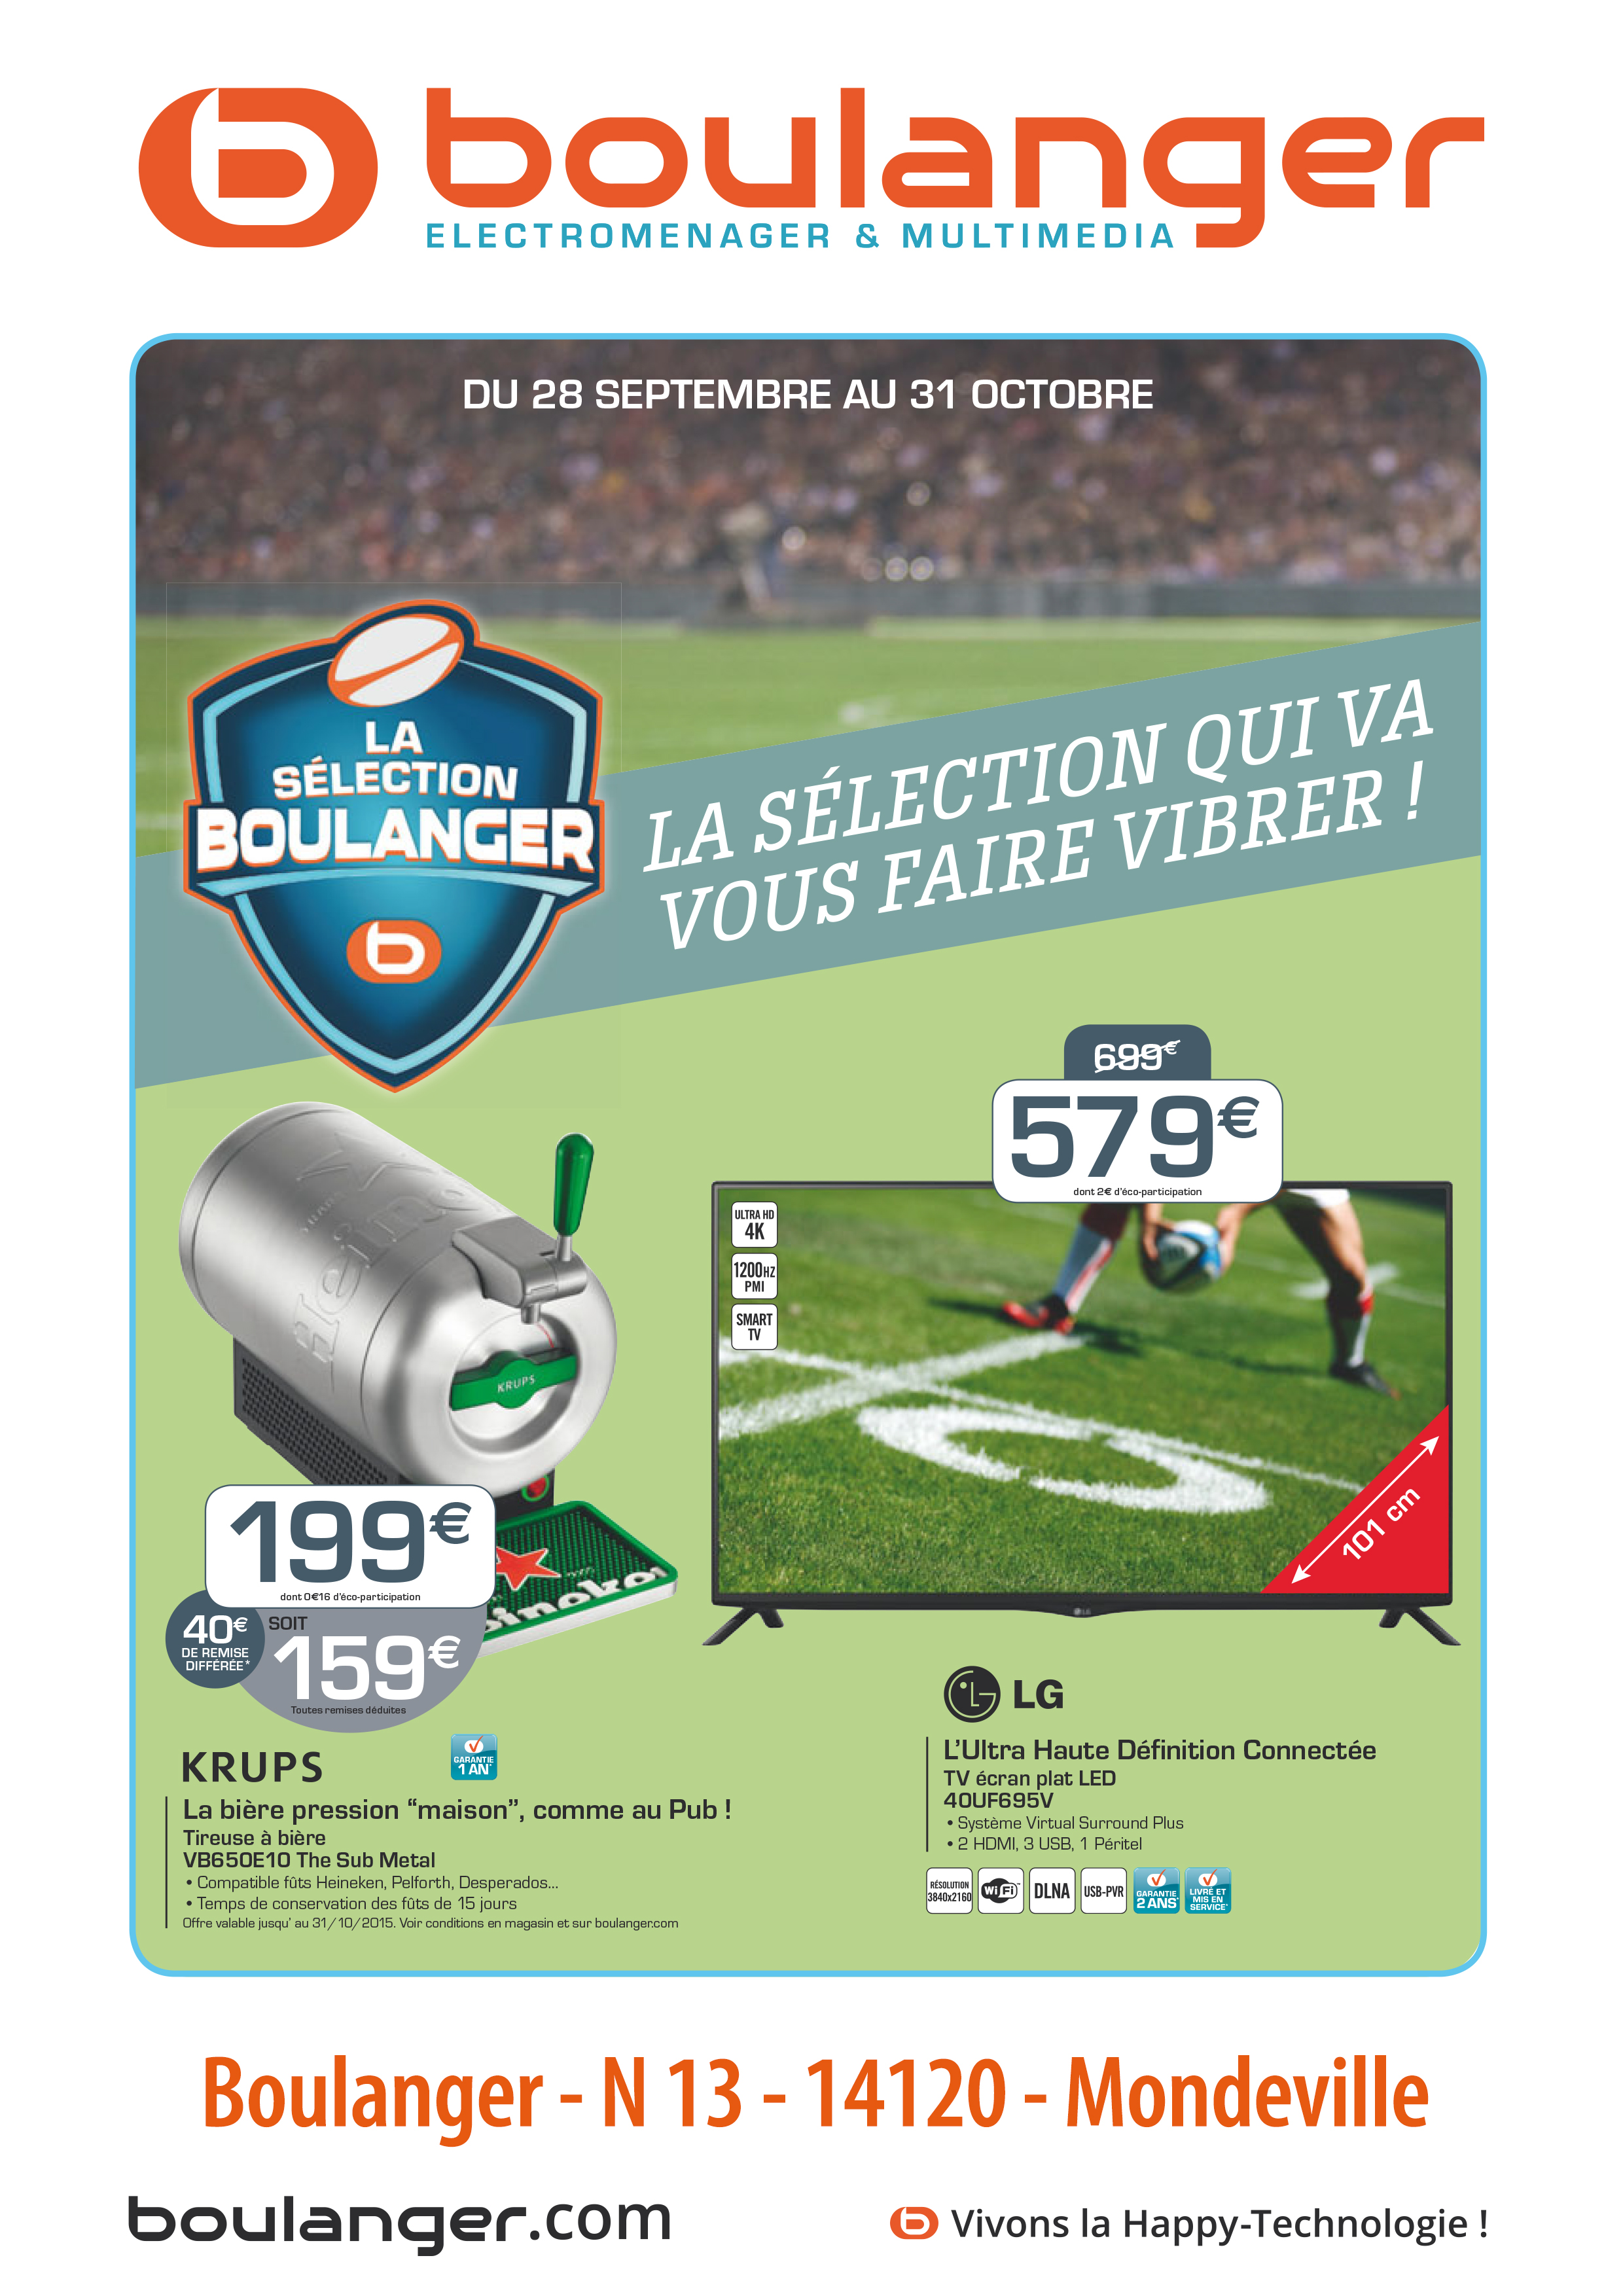 boulanger
ELECTROMENAGER & MULTIMEDIA
DU 28 SEPTEMBRE AU 31 OCTOBRE
LA
SÉLECTION
BOULANGER
LA SÉLECTION QUI VA
VOUS FAIRE VIBRER !
699€
579€
dont 2€ d'éco-participation
ULTRA HD
4K
1200HZ
PMI
SMART
TV
101 cm
LG
KRUPS
199€
dont 0€16 d'éco-participation
40€
DE REMISE
DIFFÉRÉE*
SOIT
159€
Toutes remises déduites
KRUPS
GARANTIE
1 AN*
La bière pression “maison”, comme au Pub !
Tireuse à bière
VB650E10 The Sub Metal
• Compatible fûts Heineken, Pelforth, Desperados...
• Temps de conservation des fûts de 15 jours
Offre valable jusqu' au 31/10/2015. Voir conditions en magasin et sur boulanger.com
LG
L'Ultra Haute Définition Connectée
TV écran plat LED
40UF695V
• Système Virtual Surround Plus
• 2 HDMI, 3 USB, 1 Péritel
RÉSOLUTION
3840x2160
WiFi
DLNA
USB-PVR
GARANTIE
2 ANS*
LIVRÉ ET
MIS EN
SERVICE*
Boulanger - N 13 - 14120 - Mondeville
boulanger.com
Vivons la Happy-Technologie !